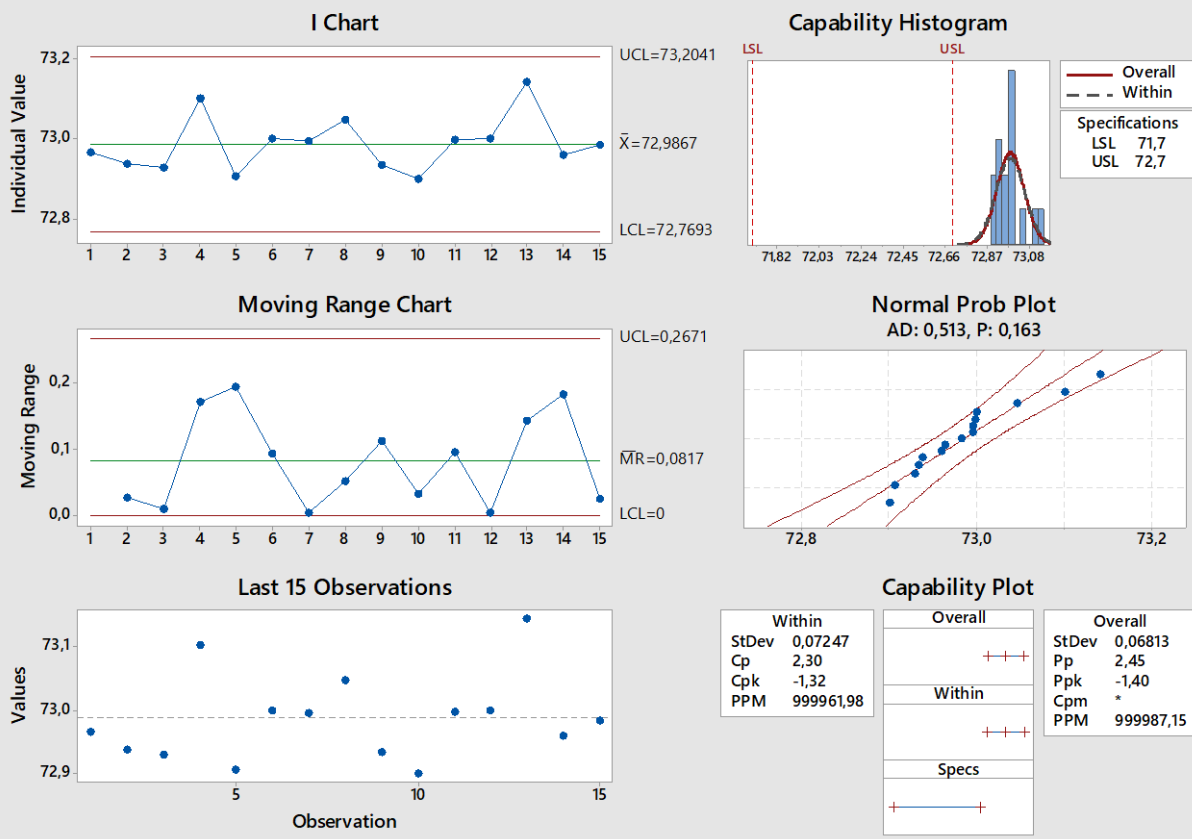 I Chart
Individual Value
73,2
73,0
72,8
UCL=73,2041
X̄=72,9867
LCL=72,7693
1 2 3 4 5 6 7 8 9 10 11 12 13 14 15
Capability Histogram
LSL USL
71,82 72,03 72,24 72,45 72,66 72,87 73,08
Overall
Within
Specifications
LSL 71,7
USL 72,7
Moving Range Chart
Moving Range
0,2
0,1
0,0
UCL=0,2671
M̅R̅=0,0817
LCL=0
1 2 3 4 5 6 7 8 9 10 11 12 13 14 15
Normal Prob Plot
AD: 0,513, P: 0,163
72,8 73,0 73,2
Last 15 Observations
Values
73,1
73,0
72,9
5 10 15
Observation
Capability Plot
Within
StDev 0,07247
Cp 2,30
Cpk -1,32
PPM 999961,98
Overall
Within
Specs
Overall
StDev 0,06813
Pp 2,45
Ppk -1,40
Cpm *
PPM 999987,15